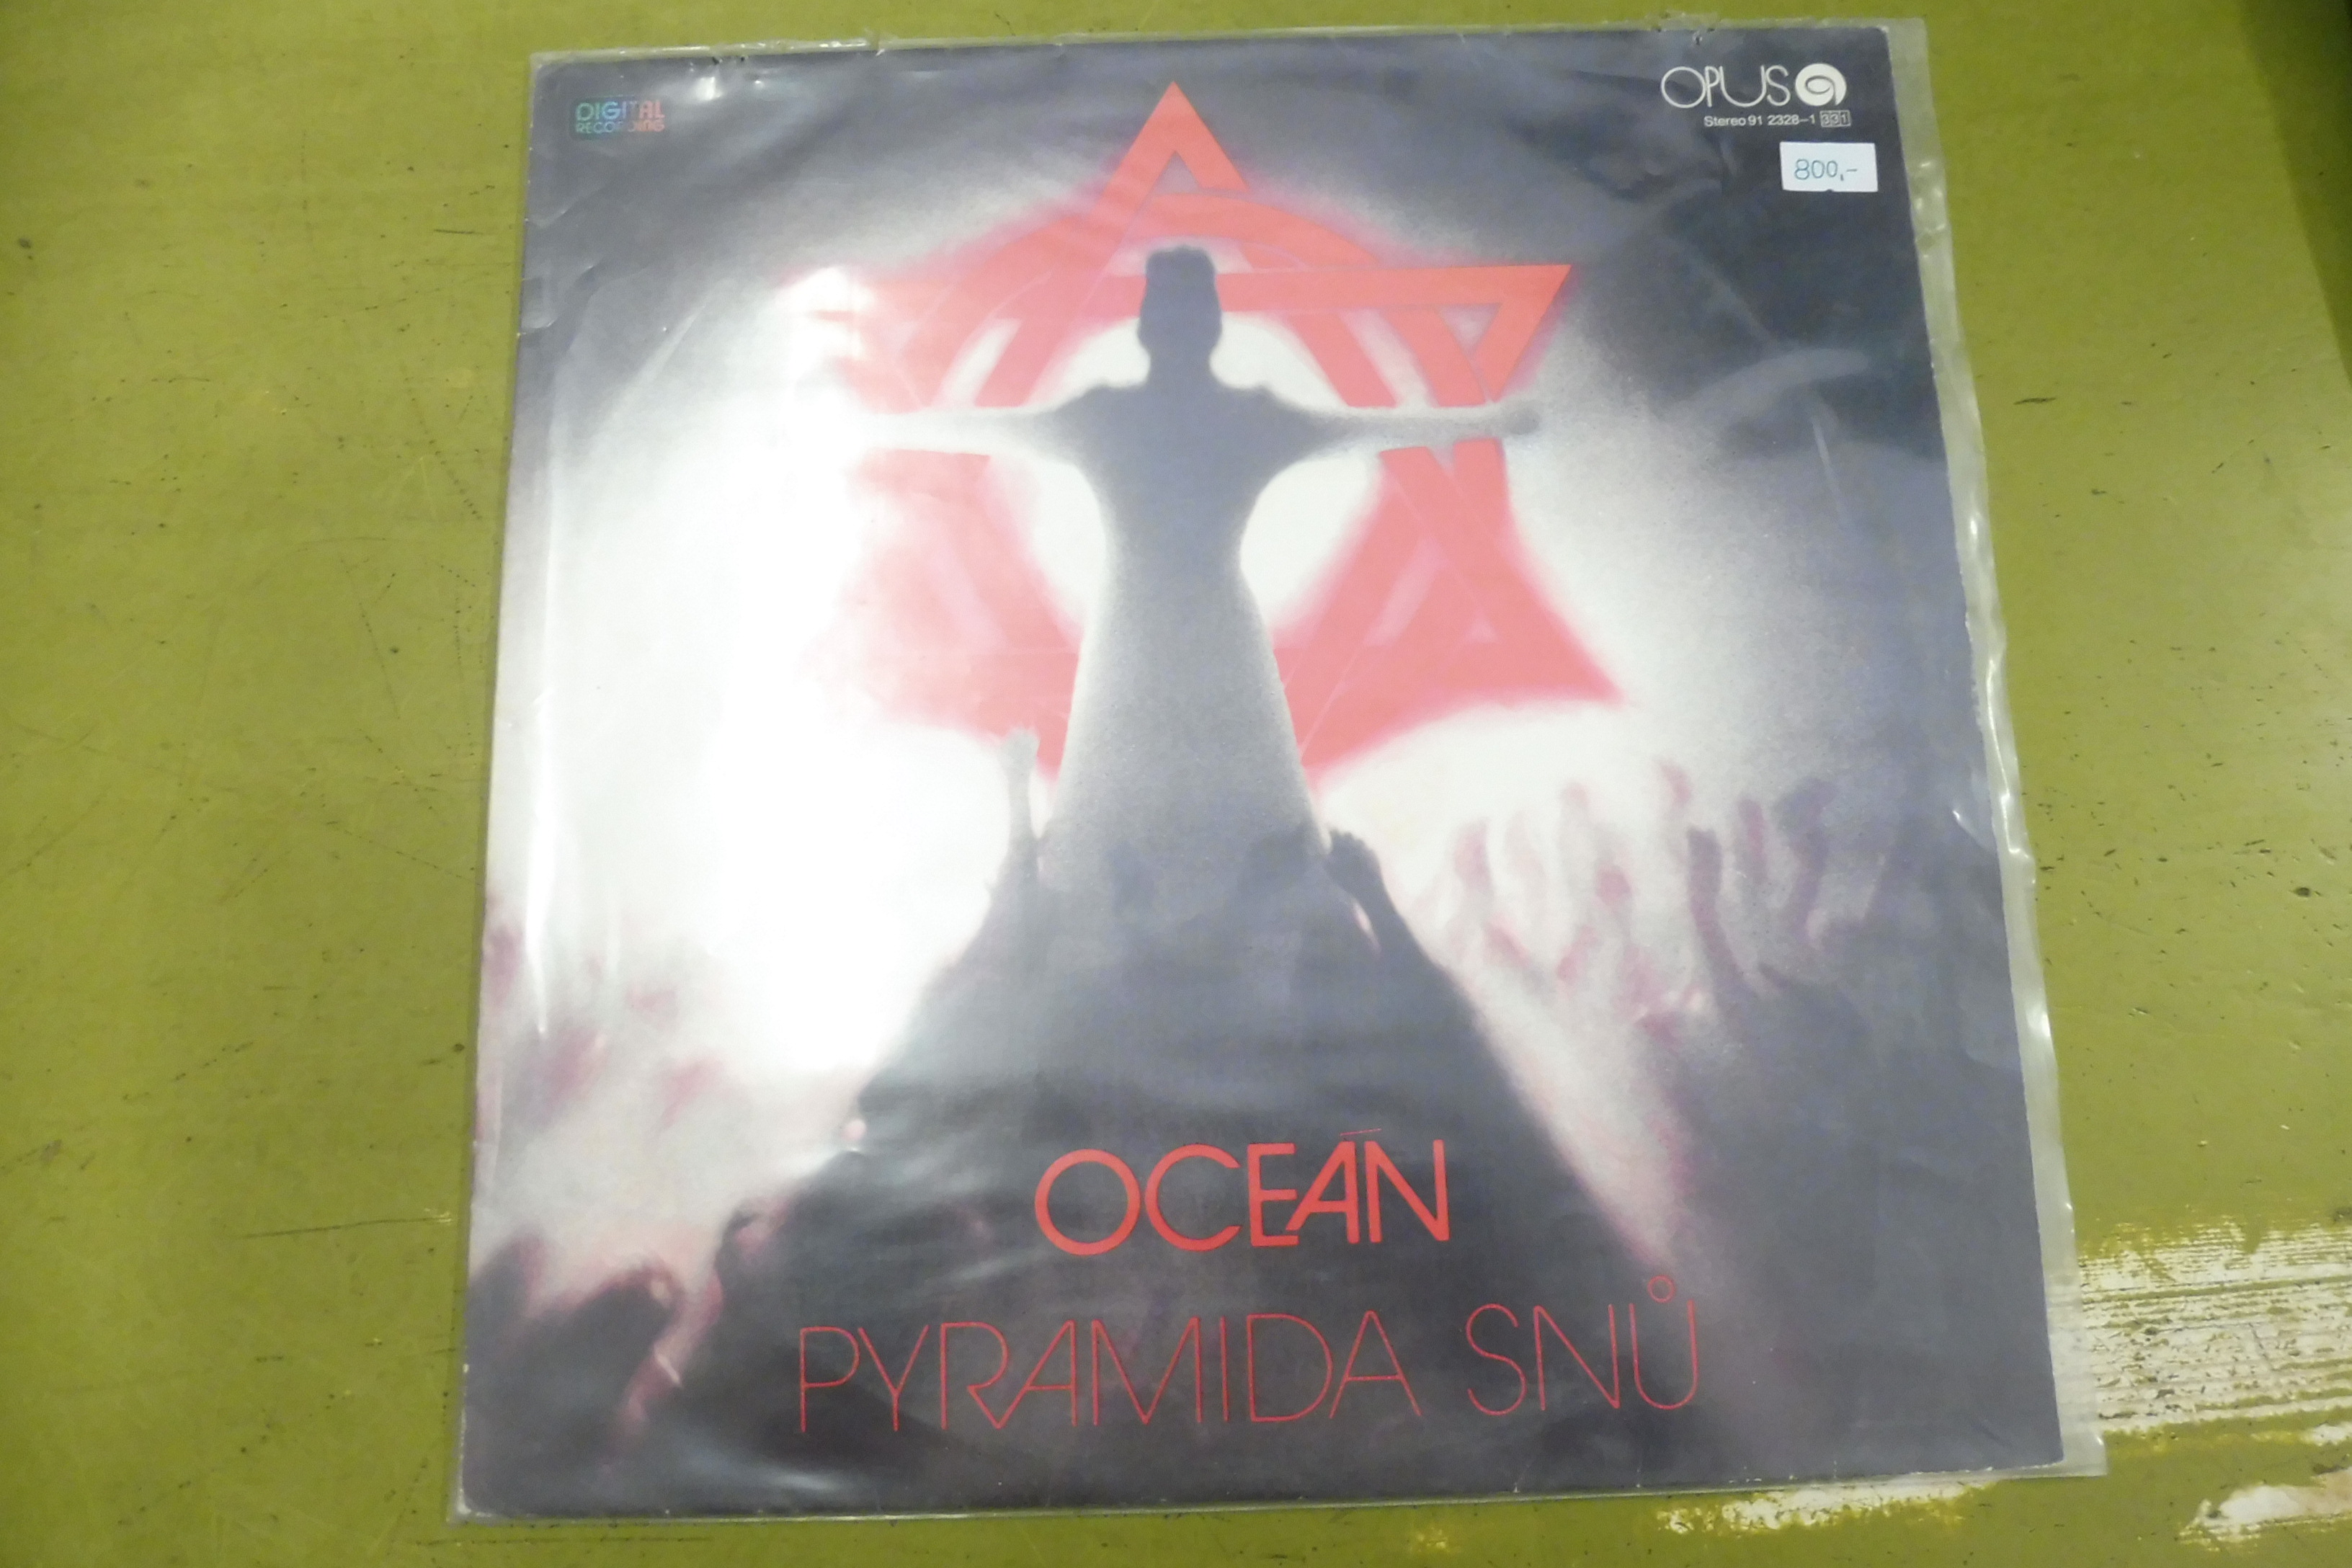 DIGITAL
RECORDING
OPUS
Stereo 91 2328-1 331
800,-
OCEÁN
PYRAMIDA SNŮ